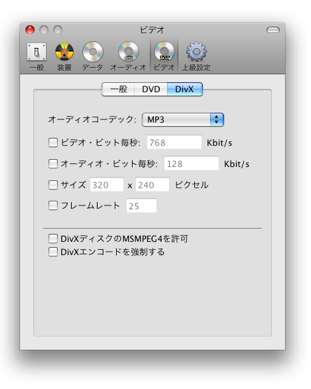 ビデオ
一般 装置 データ オーディオ ビデオ 上級設定
一般 DVD DivX
オーディオコーデック: MP3
ビデオ・ビット毎秒: 768 Kbit/s
オーディオ・ビット毎秒: 128 Kbit/s
サイズ 320 x 240 ピクセル
フレームレート 25
DivXディスクのMSMPEG4を許可
DivXエンコードを強制する